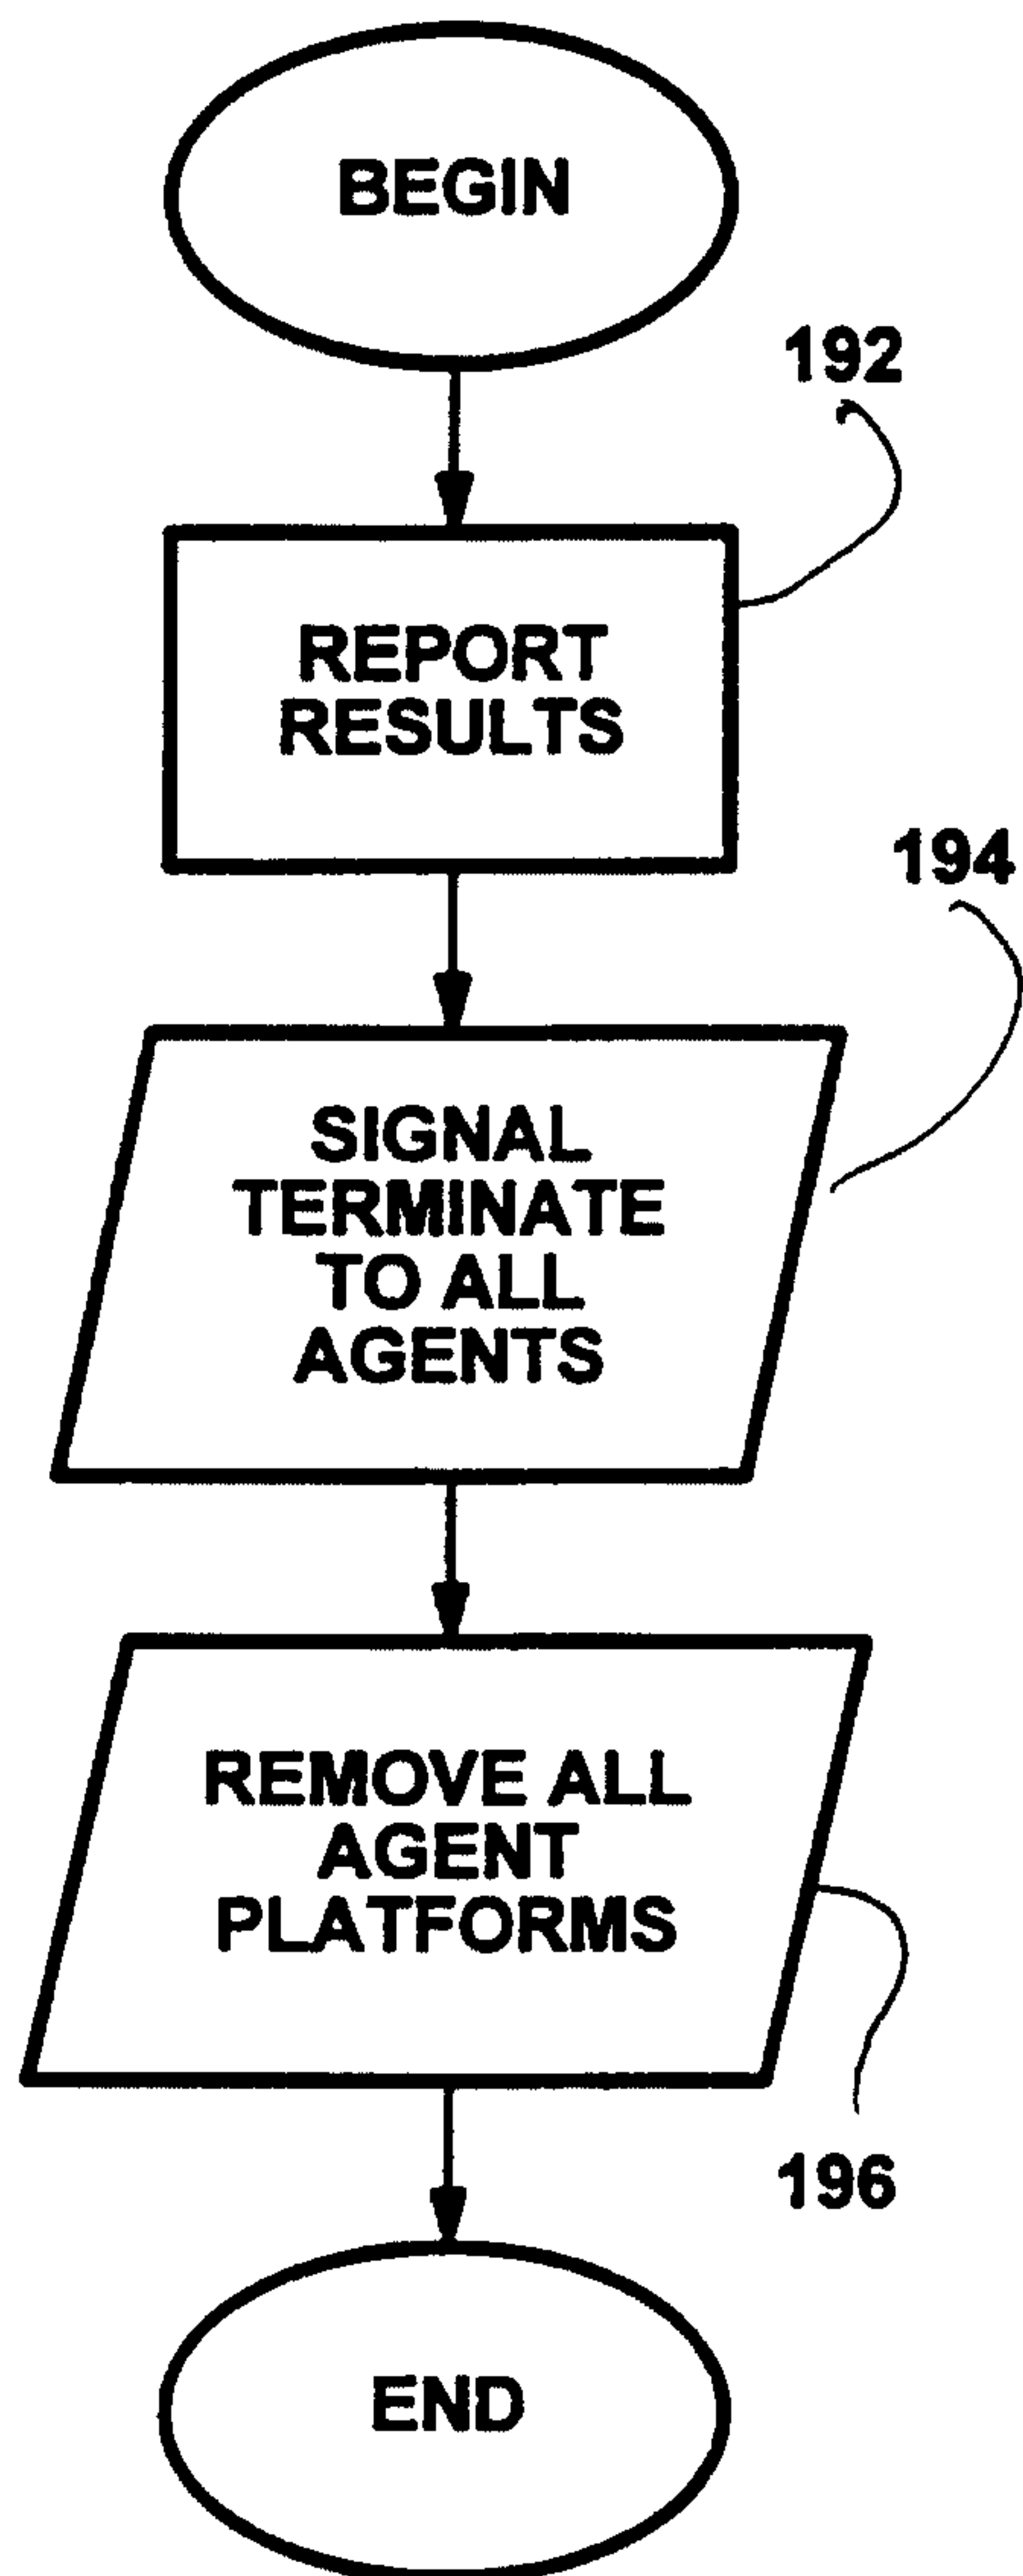 BEGIN
192
REPORT
RESULTS
194
SIGNAL
TERMINATE
TO ALL
AGENTS
REMOVE ALL
AGENT
PLATFORMS
196
END